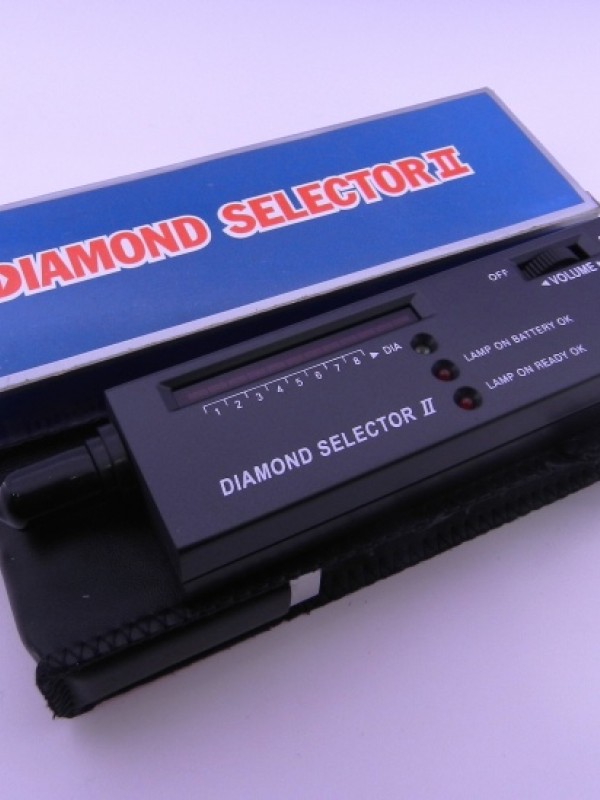 DIAMOND SELECTOR II
OFF
◄VOLUME►
1 2 3 4 5 6 7 8 ►DIA
LAMP ON BATTERY OK
LAMP ON READY OK
DIAMOND SELECTOR II